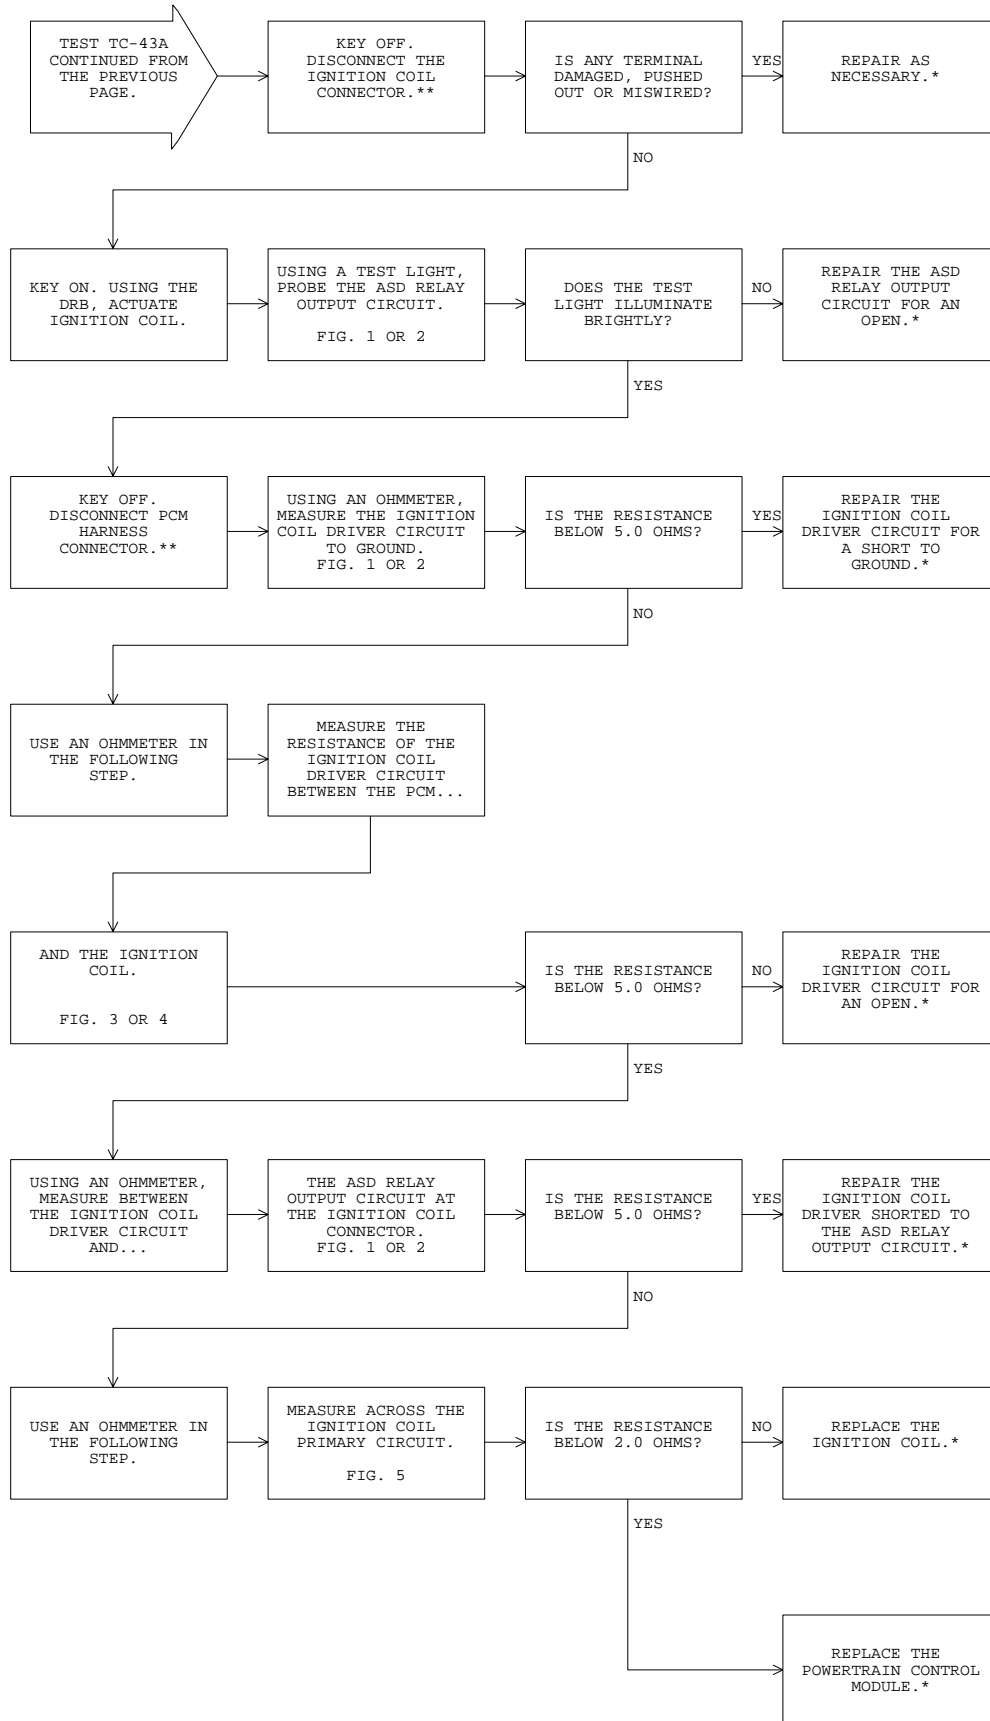 TEST TC-43A
CONTINUED FROM
THE PREVIOUS
PAGE.
KEY OFF.
DISCONNECT THE
IGNITION COIL
CONNECTOR.**
IS ANY TERMINAL
DAMAGED, PUSHED
OUT OR MISWIRED?
YES
REPAIR AS
NECESSARY.*
NO
KEY ON. USING THE
DRB, ACTUATE
IGNITION COIL.
USING A TEST LIGHT,
PROBE THE ASD RELAY
OUTPUT CIRCUIT.
FIG. 1 OR 2
DOES THE TEST
LIGHT ILLUMINATE
BRIGHTLY?
NO
REPAIR THE ASD
RELAY OUTPUT
CIRCUIT FOR AN
OPEN.*
YES
KEY OFF.
DISCONNECT PCM
HARNESS
CONNECTOR.**
USING AN OHMMETER,
MEASURE THE IGNITION
COIL DRIVER CIRCUIT
TO GROUND.
FIG. 1 OR 2
IS THE RESISTANCE
BELOW 5.0 OHMS?
YES
REPAIR THE
IGNITION COIL
DRIVER CIRCUIT FOR
A SHORT TO
GROUND.*
NO
USE AN OHMMETER IN
THE FOLLOWING
STEP.
MEASURE THE
RESISTANCE OF THE
IGNITION COIL
DRIVER CIRCUIT
BETWEEN THE PCM...
AND THE IGNITION
COIL.
FIG. 3 OR 4
IS THE RESISTANCE
BELOW 5.0 OHMS?
NO
REPAIR THE
IGNITION COIL
DRIVER CIRCUIT FOR
AN OPEN.*
YES
USING AN OHMMETER,
MEASURE BETWEEN
THE IGNITION COIL
DRIVER CIRCUIT
AND...
THE ASD RELAY
OUTPUT CIRCUIT AT
THE IGNITION COIL
CONNECTOR.
FIG. 1 OR 2
IS THE RESISTANCE
BELOW 5.0 OHMS?
YES
REPAIR THE
IGNITION COIL
DRIVER SHORTED TO
THE ASD RELAY
OUTPUT CIRCUIT.*
NO
USE AN OHMMETER IN
THE FOLLOWING
STEP.
MEASURE ACROSS THE
IGNITION COIL
PRIMARY CIRCUIT.
FIG. 5
IS THE RESISTANCE
BELOW 2.0 OHMS?
NO
REPLACE THE
IGNITION COIL.*
YES
REPLACE THE
POWERTRAIN CONTROL
MODULE.*